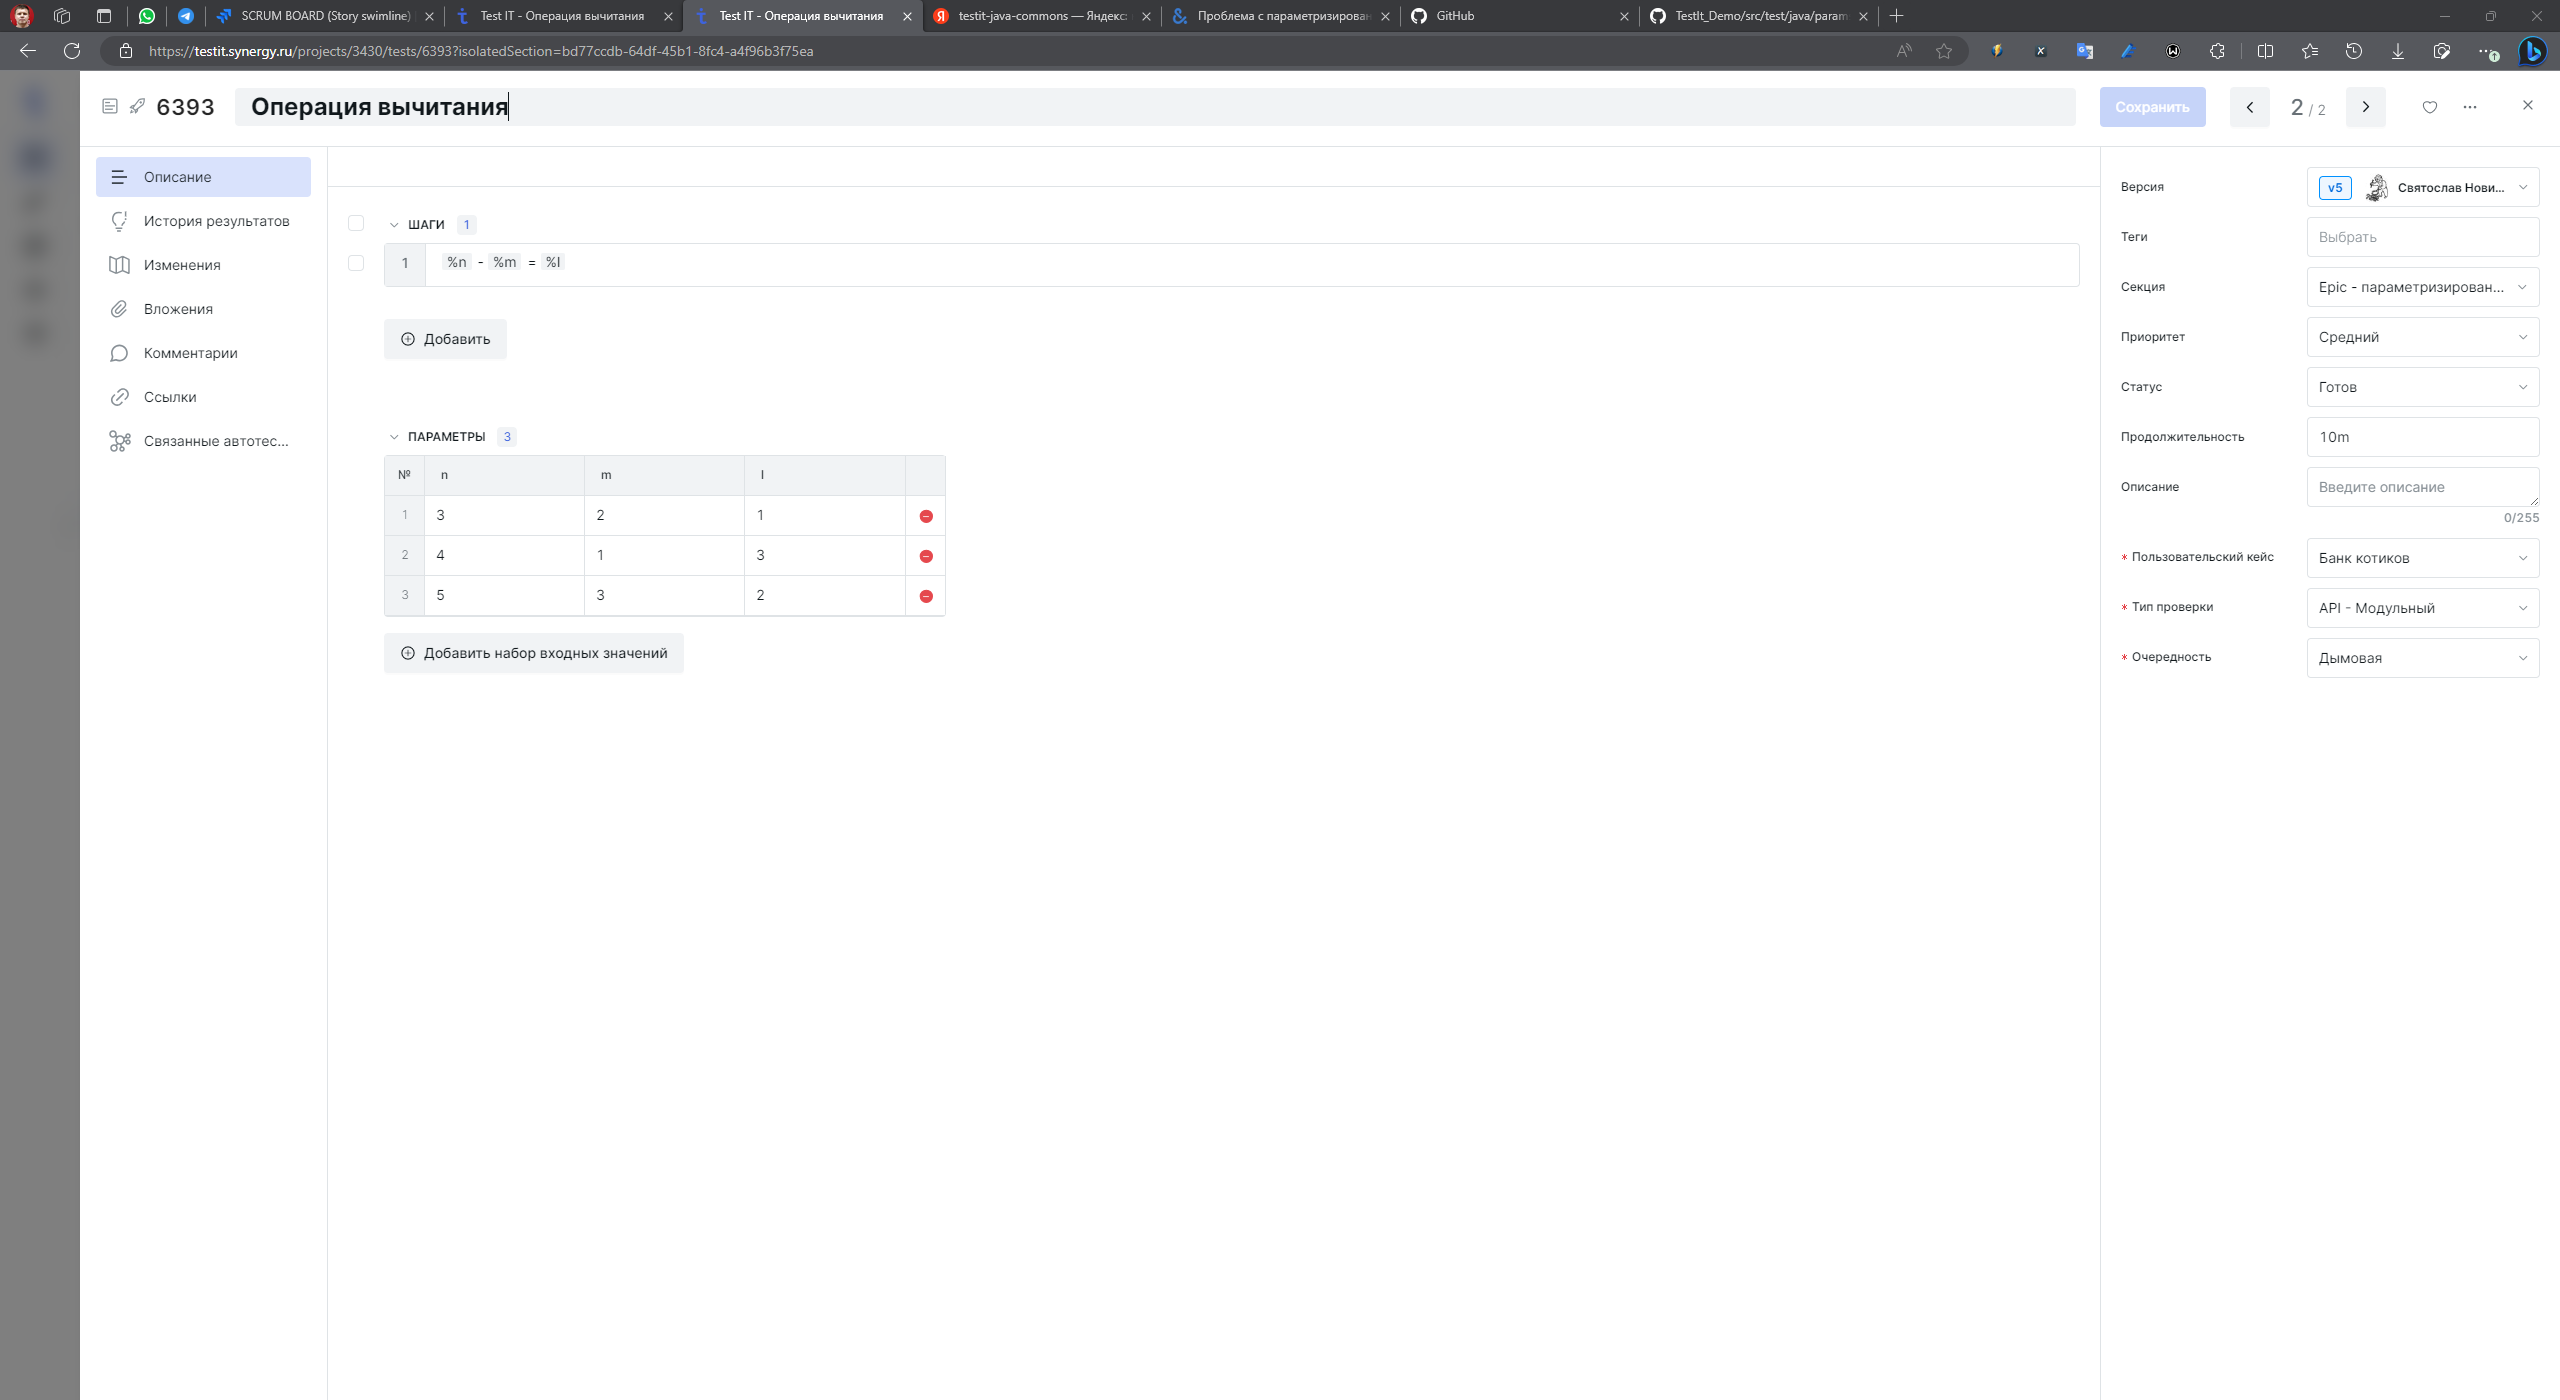 SCRUM BOARD (Story swimline)
Test IT - Операция вычитания
Test IT - Операция вычитания
testit-java-commons — Яндекс:
Проблема с параметризирован
GitHub
TestIt_Demo/src/test/java/param
https://testit.synergy.ru/projects/3430/tests/6393?isolatedSection=bd77ccdb-64df-45b1-8fc4-a4f96b3f75ea
6393
Операция вычитания
Сохранить
2 / 2
Описание
История результатов
Изменения
Вложения
Комментарии
Ссылки
Связанные автотес...
ШАГИ 1
1 %n - %m = %l
Добавить
ПАРАМЕТРЫ 3
№ n m l
1 3 2 1
2 4 1 3
3 5 3 2
Добавить набор входных значений
Версия v5 Святослав Нови...
Теги Выбрать
Секция Epic - параметризирован...
Приоритет Средний
Статус Готов
Продолжительность 10m
Описание Введите описание
0/255
* Пользовательский кейс Банк котиков
* Тип проверки API - Модульный
* Очередность Дымовая